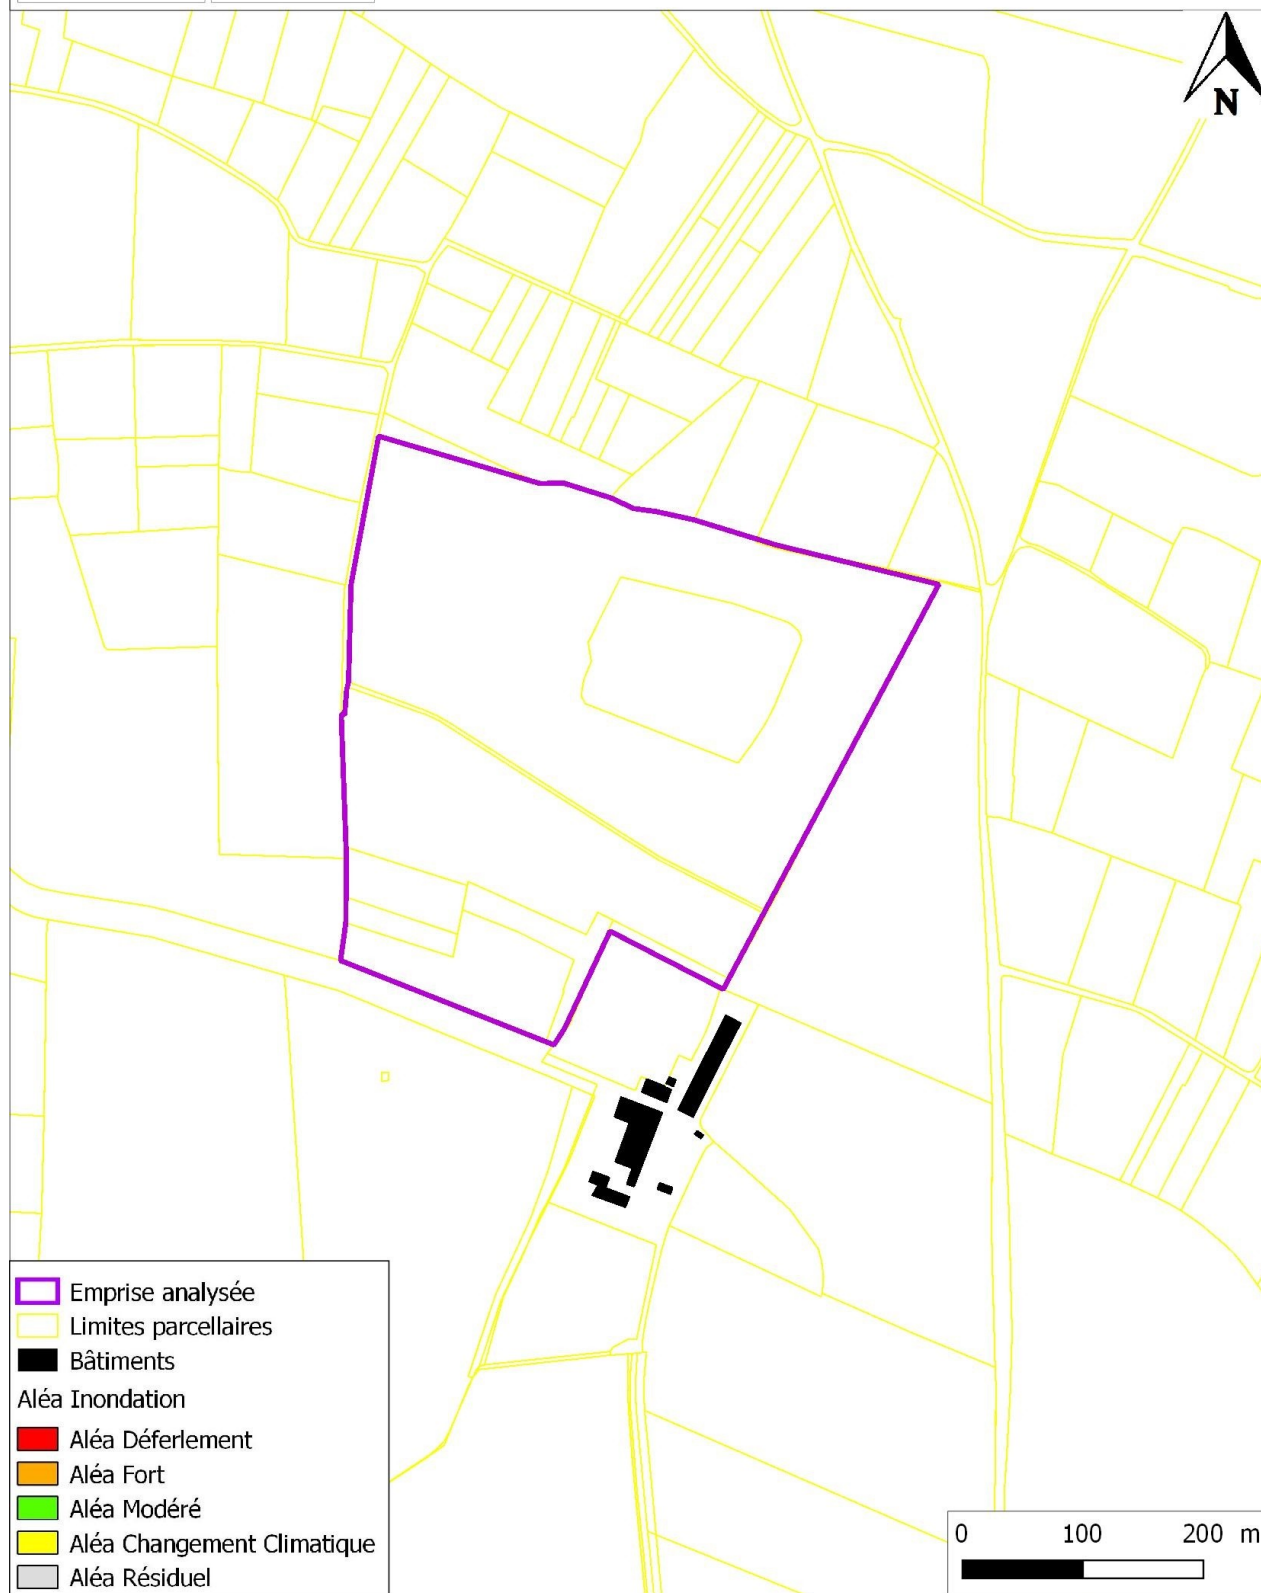 N
Emprise analysée
Limites parcellaires
Bâtiments
Aléa Inondation
Aléa Déferlement
Aléa Fort
Aléa Modéré
Aléa Changement Climatique
Aléa Résiduel
0 100 200 m